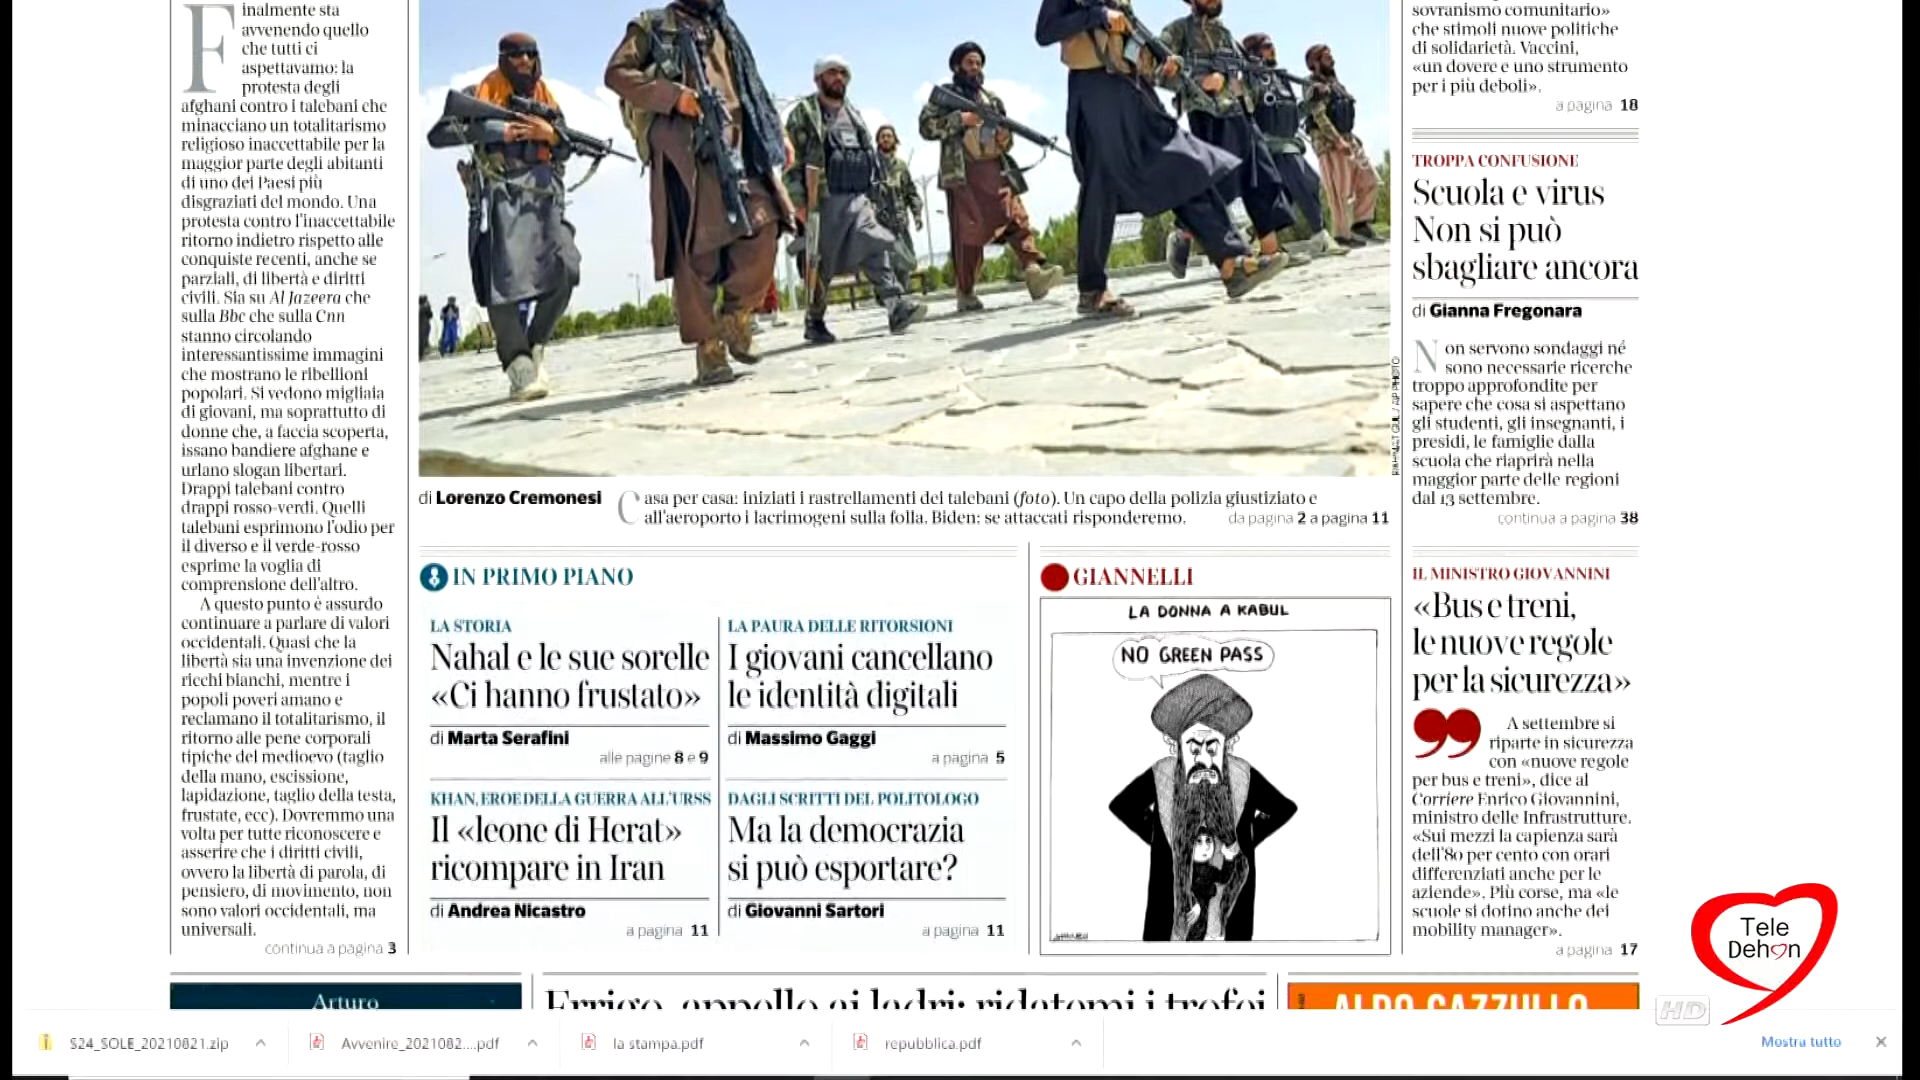 Finalmente sta
avvenendo quello
che tutti ci
aspettavamo: la
protesta degli
afghani contro i talebani che
minacciano un totalitarismo
religioso inaccettabile per la
maggior parte degli abitanti
di uno dei Paesi più
disgraziati del mondo. Una
protesta contro l'inaccettabile
ritorno indietro rispetto alle
conquiste recenti, anche se
parziali, di libertà e diritti
civili. Sia su Al Jazeera che
sulla Bbc che sulla Cnn
stanno circolando
interessantissime immagini
che mostrano le ribellioni
popolari. Si vedono migliaia
di giovani, ma soprattutto di
donne che, a faccia scoperta,
issano bandiere afghane e
urlano slogan libertari.
Drappi talebani contro
drappi rosso-verdi. Quelli
talebani esprimono l'odio per
il diverso e il verde-rosso
esprime la voglia di
comprensione dell'altro.
A questo punto è assurdo
continuare a parlare di valori
occidentali. Quasi che la
libertà sia una invenzione dei
ricchi bianchi, mentre i
popoli poveri amano e
reclamano il totalitarismo, il
ritorno alle pene corporali
tipiche del medioevo (taglio
della mano, escissione,
lapidazione, taglio della testa,
frustate, ecc). Dovremmo una
volta per tutte riconoscere e
asserire che i diritti civili,
ovvero la libertà di parola, di
pensiero, di movimento, non
sono valori occidentali, ma
universali.
continua a pagina 3
di Lorenzo Cremonesi
Casa per casa: iniziati i rastrellamenti dei talebani (foto). Un capo della polizia giustiziato e
all'aeroporto i lacrimogeni sulla folla. Biden: se attaccati risponderemo.
da pagina 2 a pagina 11
IN PRIMO PIANO
LA STORIA
Nahal e le sue sorelle
«Ci hanno frustato»
di Marta Serafini
alle pagine 8 e 9
LA PAURA DELLE RITORSIONI
I giovani cancellano
le identità digitali
di Massimo Gaggi
a pagina 5
KHAN, EROE DELLA GUERRA ALL'URSS
Il «leone di Herat»
ricompare in Iran
di Andrea Nicastro
a pagina 11
DAGLI SCRITTI DEL POLITOLOGO
Ma la democrazia
si può esportare?
di Giovanni Sartori
a pagina 11
GIANNELLI
LA DONNA A KABUL
NO GREEN PASS
sovranismo comunitario»
che stimoli nuove politiche
di solidarietà. Vaccini,
«un dovere e uno strumento
per i più deboli».
a pagina 18
TROPPA CONFUSIONE
Scuola e virus
Non si può
sbagliare ancora
di Gianna Fregonara
Non servono sondaggi né
sono necessarie ricerche
troppo approfondite per
sapere che cosa si aspettano
gli studenti, gli insegnanti, i
presidi, le famiglie dalla
scuola che riaprirà nella
maggior parte delle regioni
dal 13 settembre.
continua a pagina 38
IL MINISTRO GIOVANNINI
«Bus e treni,
le nuove regole
per la sicurezza»
A settembre si
riparte in sicurezza
con «nuove regole
per bus e treni», dice al
Corriere Enrico Giovannini,
ministro delle Infrastrutture.
«Sui mezzi la capienza sarà
dell'80 per cento con orari
differenziati anche per le
aziende». Più corse, ma «le
scuole si dotino anche dei
mobility manager».
a pagina 17
Arturo
Errigo, appello ai ladri: ridatemi i trofei
ALDO CAZZULLO
Tele
Dehon
HD
S24_SOLE_20210821.zip
Avvenire_2021082....pdf
la stampa.pdf
repubblica.pdf
Mostra tutto